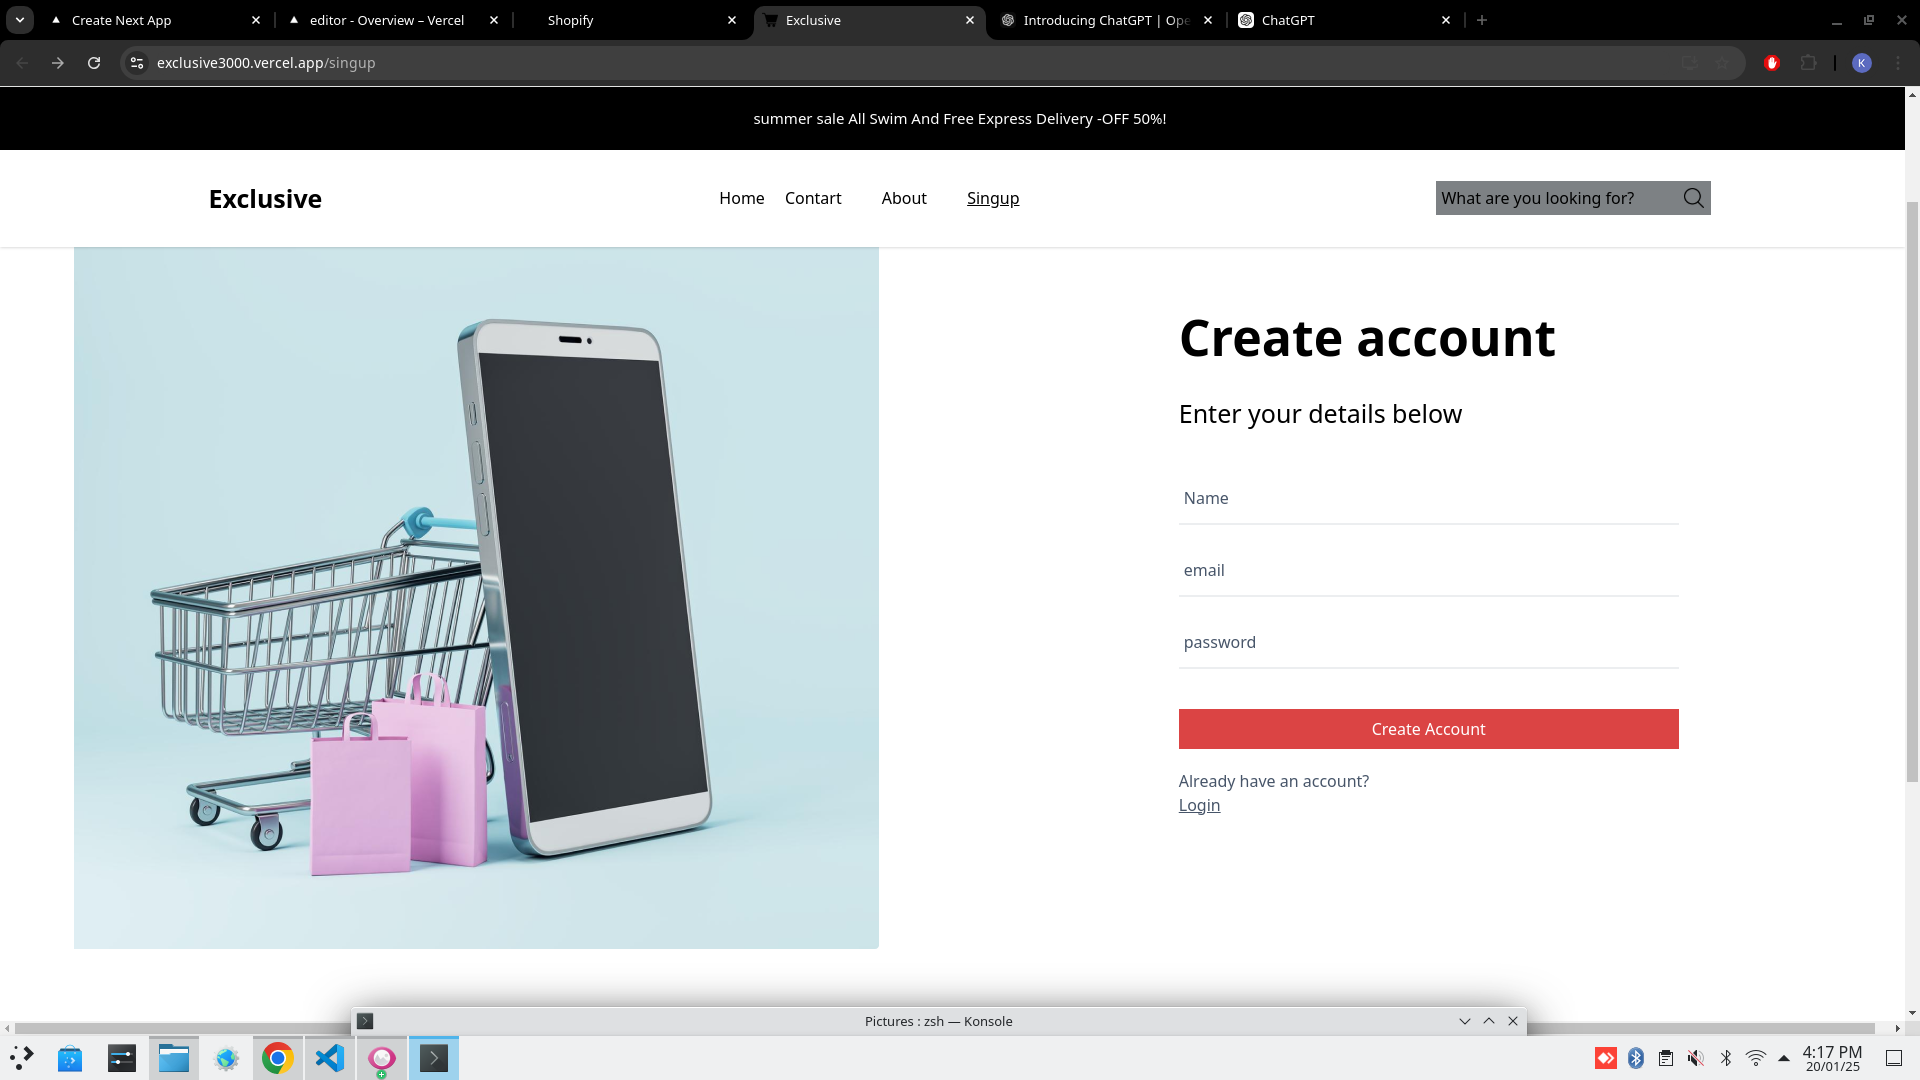 Create Next App
editor - Overview – Vercel
Shopify
Exclusive
Introducing ChatGPT | Ope
ChatGPT
exclusive3000.vercel.app/singup
K
summer sale All Swim And Free Express Delivery -OFF 50%!
Exclusive
Home Contart About Singup
What are you looking for?
Create account
Enter your details below
Name
email
password
Create Account
Already have an account?
Login
Pictures : zsh — Konsole
4:17 PM
20/01/25